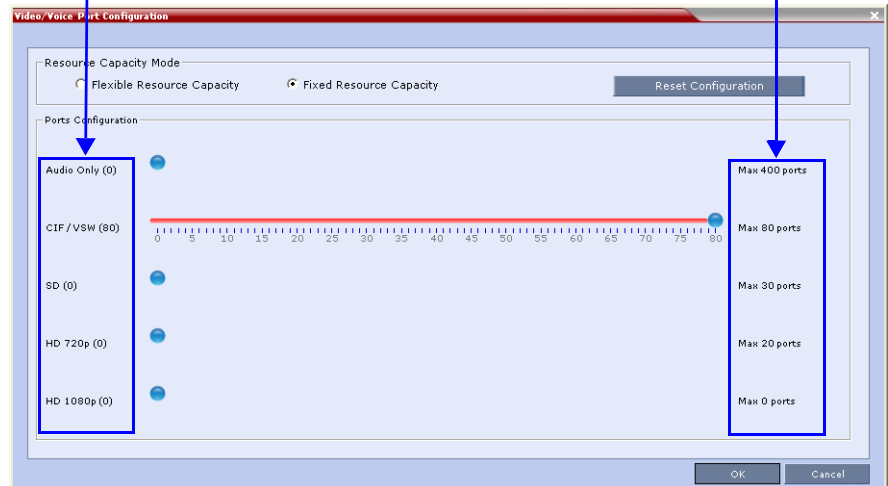 Video/Voice Port Configuration
Resource Capacity Mode
Flexible Resource Capacity
Fixed Resource Capacity
Reset Configuration
Ports Configuration
Audio Only (0)
Max 400 ports
CIF/VSW (80)
0 5 10 15 20 25 30 35 40 45 50 55 60 65 70 75 80
Max 80 ports
SD (0)
Max 30 ports
HD 720p (0)
Max 20 ports
HD 1080p (0)
Max 0 ports
OK
Cancel